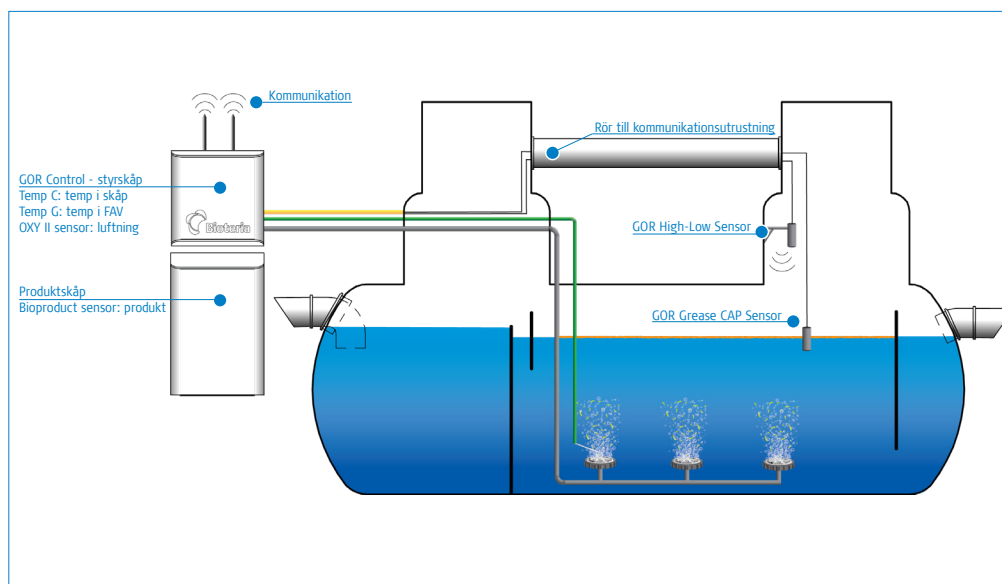 Kommunikation
Rör till kommunikationsutrustning
GOR Control - styrskåp
Temp C: temp i skåp
Temp G: temp i FAV
OXY II sensor: luftning
Bioteria
GOR High-Low Sensor
Produktskåp
Bioproduct sensor: produkt
GOR Grease CAP Sensor